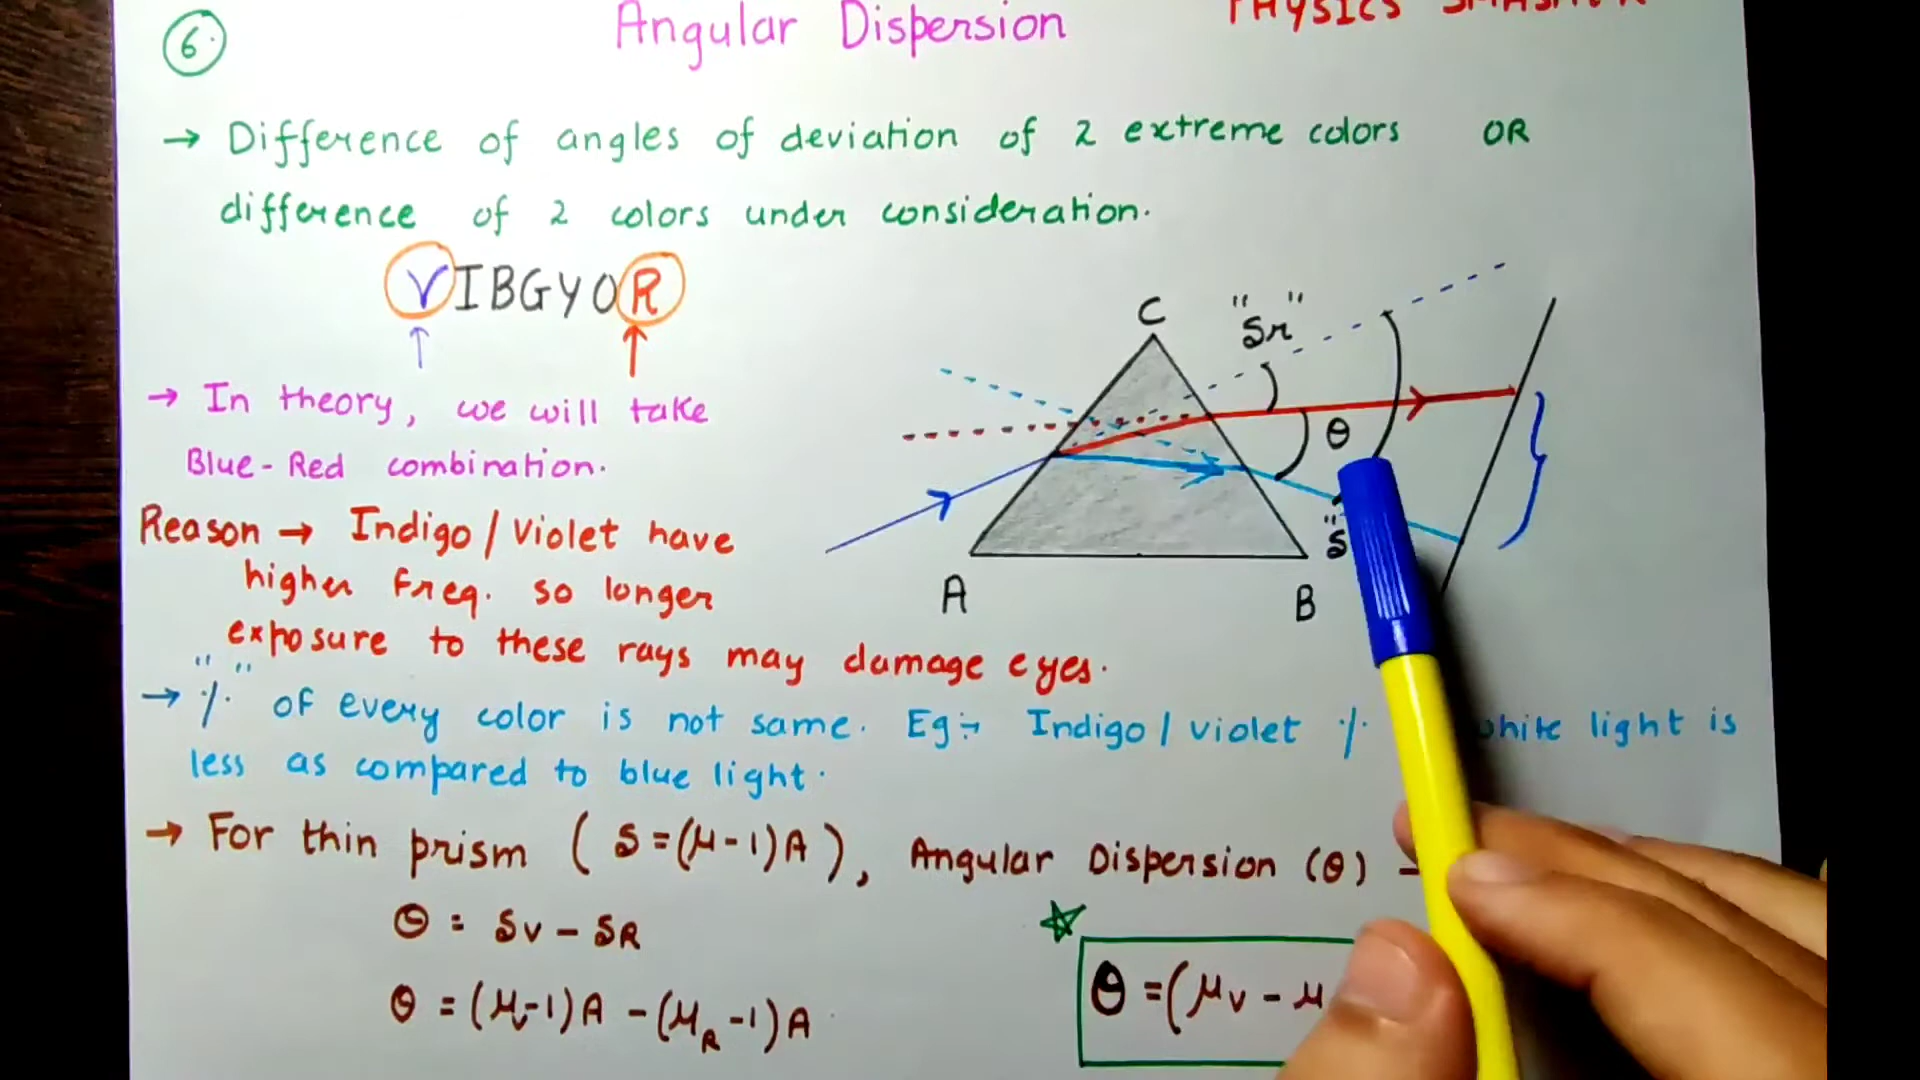 6.
Angular Dispersion
PHYSICS
→ Difference of angles of deviation of 2 extreme colors OR
difference of 2 colors under consideration.
VIBGYOR
→ In theory, we will take
Blue-Red combination.
Reason → Indigo/Violet have
higher freq. so longer
exposure to these rays may damage eyes.
→ "%" of every color is not same. Eg:- Indigo/violet % white light is
less as compared to blue light.
→ For thin prism (δ=(μ-1)A), Angular Dispersion (θ)
θ = δV - δR
θ = (μv-1)A - (μR-1)A
θ = (μv - μ
C
"δr"
θ
"δ
A
B